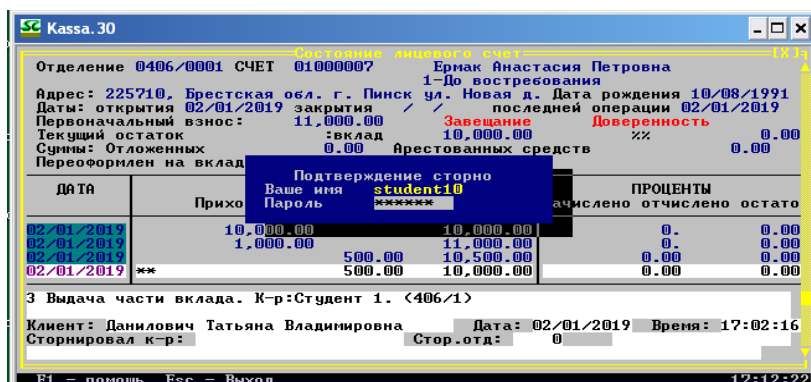 Kassa.30
Состояние лицевого счет [X]
Отделение 0406/0001 СЧЕТ 01000007 Ермак Анастасия Петровна
1-До востребования
Адрес: 225710, Брестская обл. г. Пинск ул. Новая д. Дата рождения 10/08/1991
Даты: открытия 02/01/2019 закрытия / / последней операции 02/01/2019
Первоначальный взнос: 11,000.00 Завещание Доверенность
Текущий остаток :вклад 10,000.00 %% 0.00
Суммы: Отложенных 0.00 Арестованных средств 0.00
Переоформлен на вклад
Подтверждение сторно
ДАТА Ваше имя student10 ПРОЦЕНТЫ
Прихо Пароль ****** ачислено отчислено остато
02/01/2019 10,000.00 10,000.00 0. 0.00
02/01/2019 1,000.00 11,000.00 0. 0.00
02/01/2019 500.00 10,500.00 0.00 0.00
02/01/2019 ** 500.00 10,000.00 0.00 0.00
3 Выдача части вклада. К-р:Студент 1. (406/1)
Клиент: Данилович Татьяна Владимировна Дата: 02/01/2019 Время: 17:02:16
Сторнировал к-р: Стор.отд: 0
F1 - помощь Esc - Выход 17:12:22